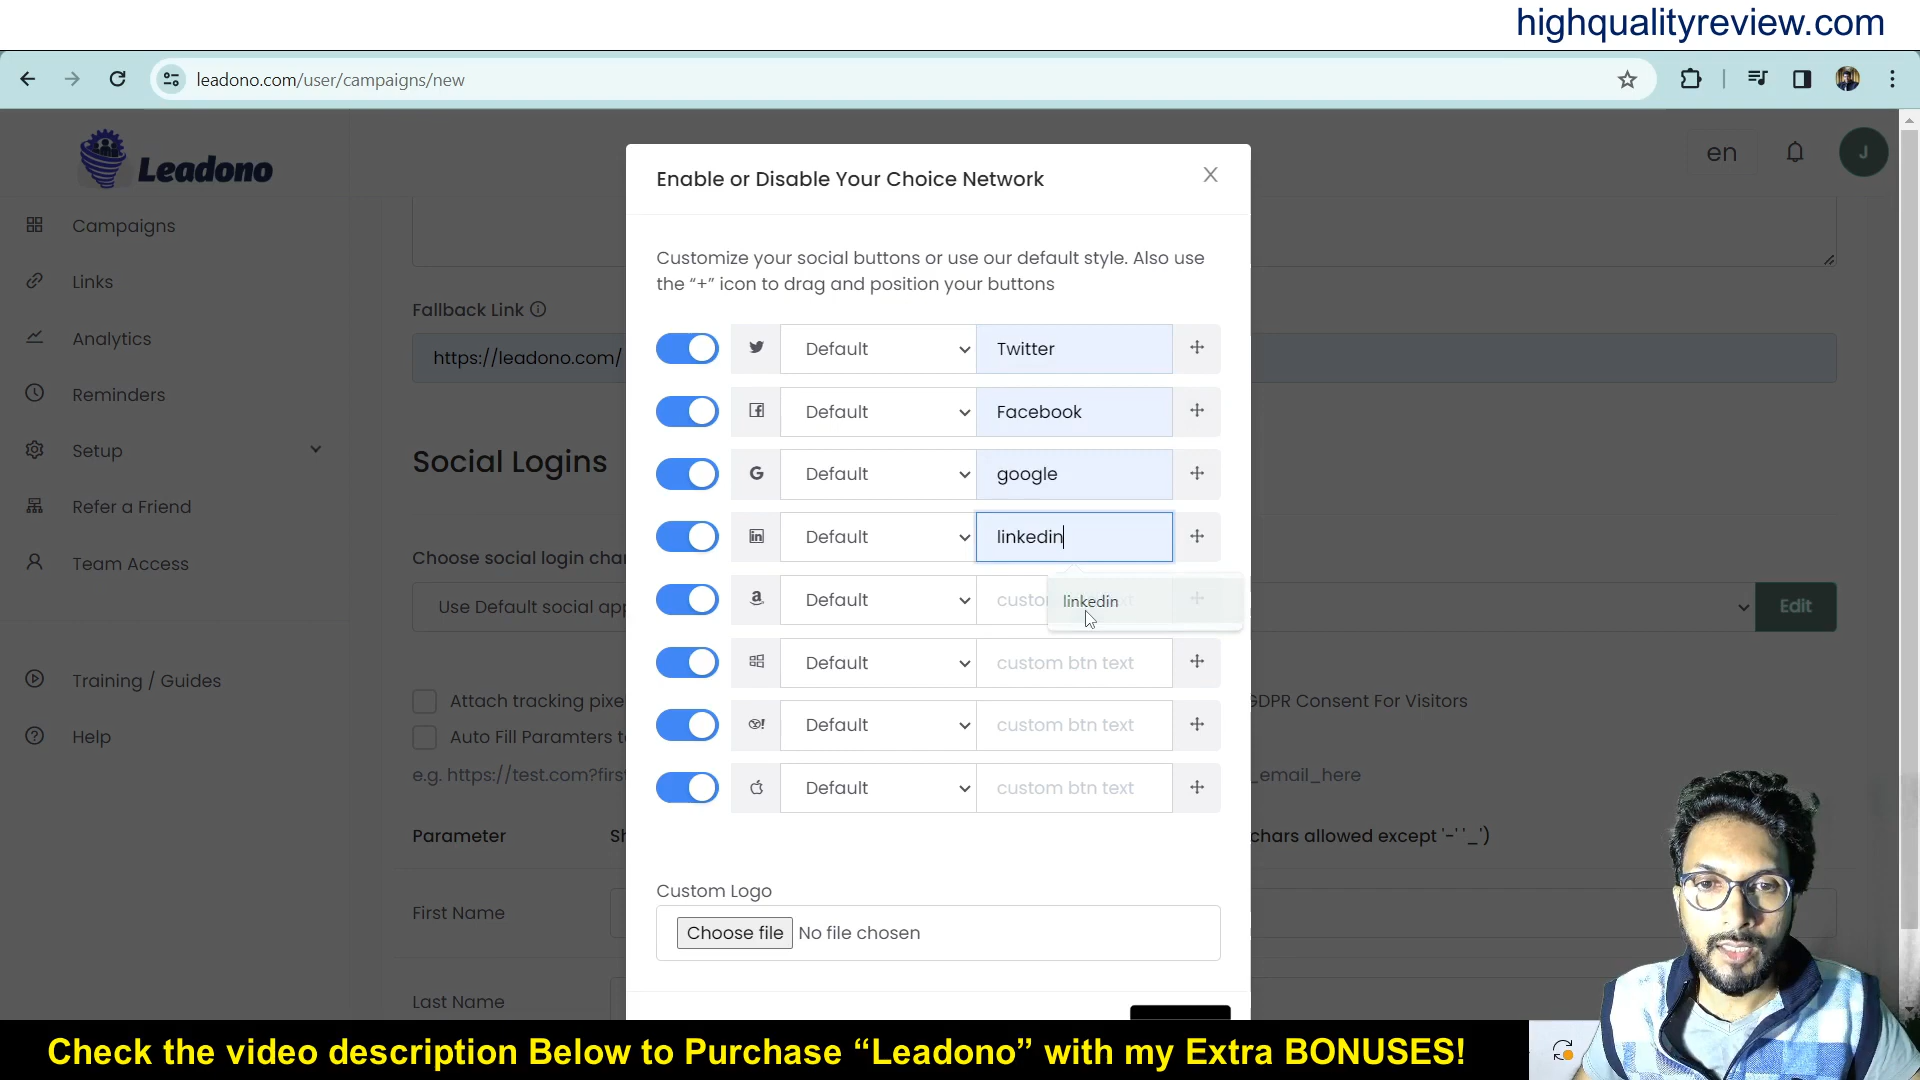 highqualityreview.com
leadono.com/user/campaigns/new
Leadono
en
J
Enable or Disable Your Choice Network
X
Campaigns
Links
Analytics
Reminders
Setup
Refer a Friend
Team Access
Training / Guides
Help
Customize your social buttons or use our default style. Also use
the “+” icon to drag and position your buttons
Fallback Link
https://leadono.com/
Social Logins
Choose social login char
Use Default social app
Edit
Default
Twitter
Default
Facebook
Default
google
Default
linkedin
Default
custo
linkedin
Default
custom btn text
Default
custom btn text
Default
custom btn text
Attach tracking pixe
GDPR Consent For Visitors
Auto Fill Paramters t
e.g. https://test.com?firs
_email_here
Parameter
Sh
chars allowed except '-' '_')
Custom Logo
Choose file
No file chosen
First Name
Last Name
Check the video description Below to Purchase “Leadono” with my Extra BONUSES!